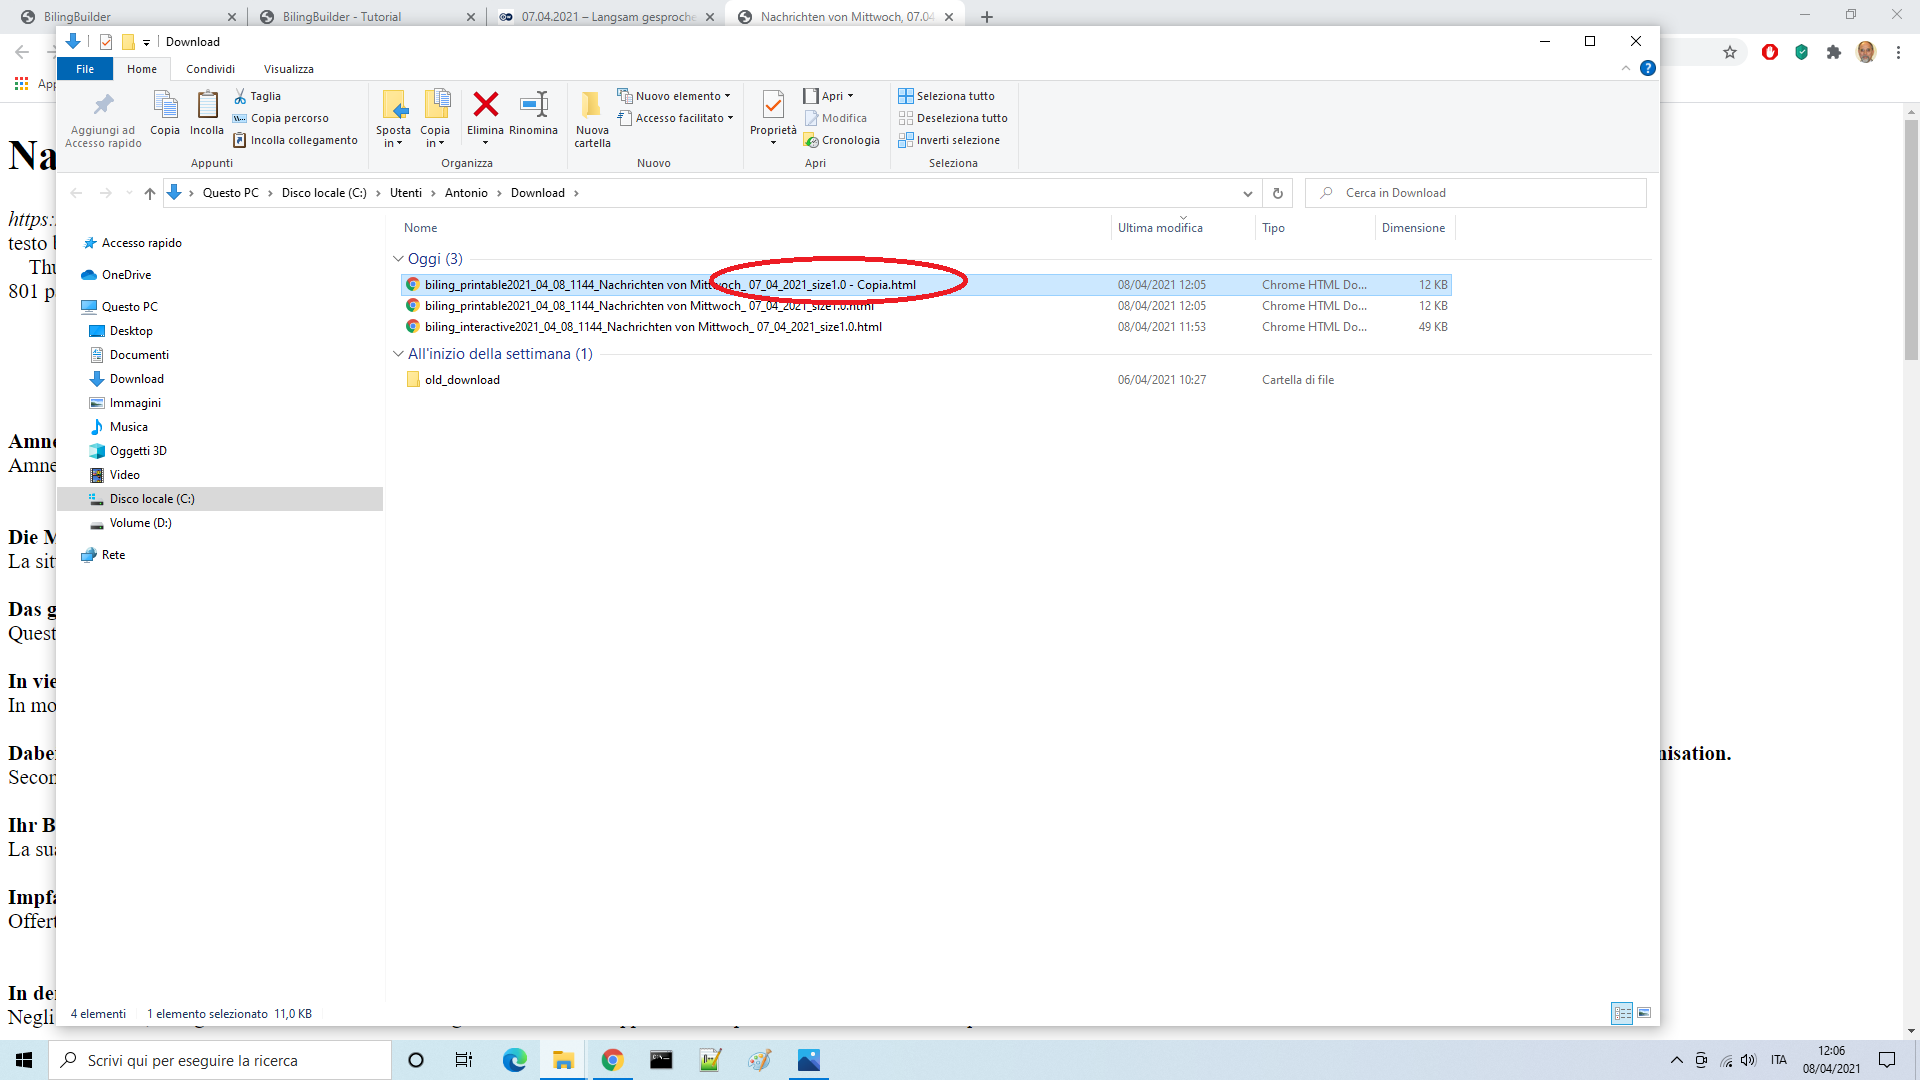 BilingBuilder
BilingBuilder - Tutorial
07.04.2021 – Langsam gesproche
Nachrichten von Mittwoch, 07.04
Download
File
Home
Condividi
Visualizza
Aggiungi ad
Accesso rapido
Copia
Incolla
Taglia
Copia percorso
Incolla collegamento
Appunti
Sposta
in
Copia
in
Elimina
Rinomina
Organizza
Nuova
cartella
Nuovo elemento
Accesso facilitato
Nuovo
Proprietà
Apri
Modifica
Cronologia
Apri
Seleziona tutto
Deseleziona tutto
Inverti selezione
Seleziona
Questo PC
Disco locale (C:)
Utenti
Antonio
Download
Cerca in Download
Accesso rapido
OneDrive
Questo PC
Desktop
Documenti
Download
Immagini
Musica
Oggetti 3D
Video
Disco locale (C:)
Volume (D:)
Rete
Nome
Ultima modifica
Tipo
Dimensione
Oggi (3)
biling_printable2021_04_08_1144_Nachrichten von Mittwoch_ 07_04_2021_size1.0 - Copia.html 08/04/2021 12:05 Chrome HTML Do... 12 KB
biling_printable2021_04_08_1144_Nachrichten von Mittwoch_ 07_04_2021_size1.0.html 08/04/2021 12:05 Chrome HTML Do... 12 KB
biling_interactive2021_04_08_1144_Nachrichten von Mittwoch_ 07_04_2021_size1.0.html 08/04/2021 11:53 Chrome HTML Do... 49 KB
All'inizio della settimana (1)
old_download 06/04/2021 10:27 Cartella di file
4 elementi
1 elemento selezionato 11,0 KB
App
Na
https:
testo b
Thu
801 p
Amne
Amne
Die M
La sit
Das g
Quest
In vie
In mo
Dabe
nisation.
Secon
Ihr B
La sua
Impfa
Offert
In de
Negli
Scrivi qui per eseguire la ricerca
ITA
12:06
08/04/2021